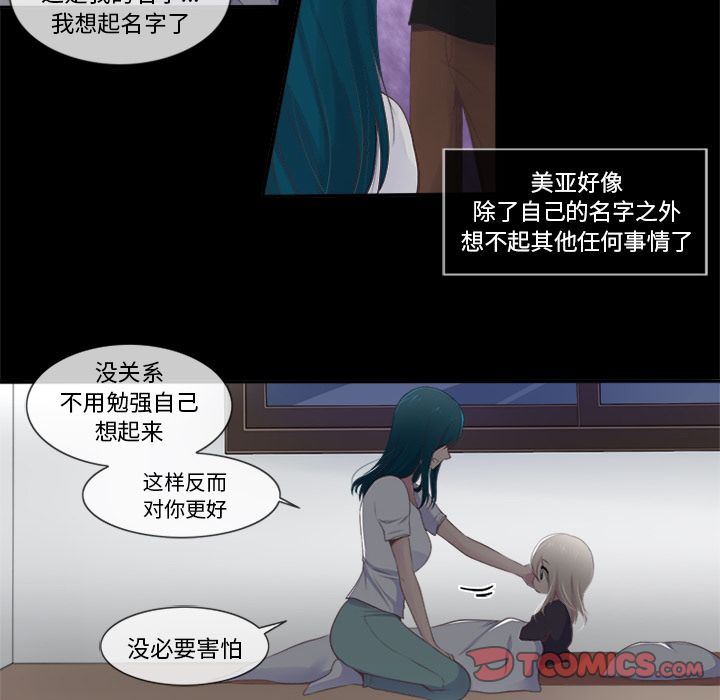 我想起名字了
美亚好像
除了自己的名字之外
想不起其他任何事情了
没关系
不用勉强自己
想起来
这样反而
对你更好
没必要害怕
TOOMICS.COM